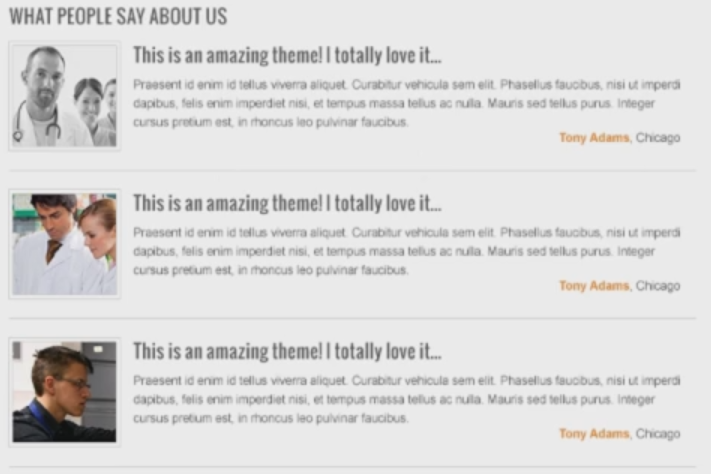 WHAT PEOPLE SAY ABOUT US
This is an amazing theme! I totally love it...
Praesent id enim id tellus viverra aliquet. Curabitur vehicula sem elit. Phasellus faucibus, nisi ut imperdi
dapibus, felis enim imperdiet nisi, et tempus massa tellus ac nulla. Mauris sed tellus purus. Integer
cursus pretium est, in rhoncus leo pulvinar faucibus.
Tony Adams, Chicago
This is an amazing theme! I totally love it...
Praesent id enim id tellus viverra aliquet. Curabitur vehicula sem elit. Phasellus faucibus, nisi ut imperdi
dapibus, felis enim imperdiet nisi, et tempus massa tellus ac nulla. Mauris sed tellus purus. Integer
cursus pretium est, in rhoncus leo pulvinar faucibus.
Tony Adams, Chicago
This is an amazing theme! I totally love it...
Praesent id enim id tellus viverra aliquet. Curabitur vehicula sem elit. Phasellus faucibus, nisi ut imperdi
dapibus, felis enim imperdiet nisi, et tempus massa tellus ac nulla. Mauris sed tellus purus. Integer
cursus pretium est, in rhoncus leo pulvinar faucibus.
Tony Adams, Chicago